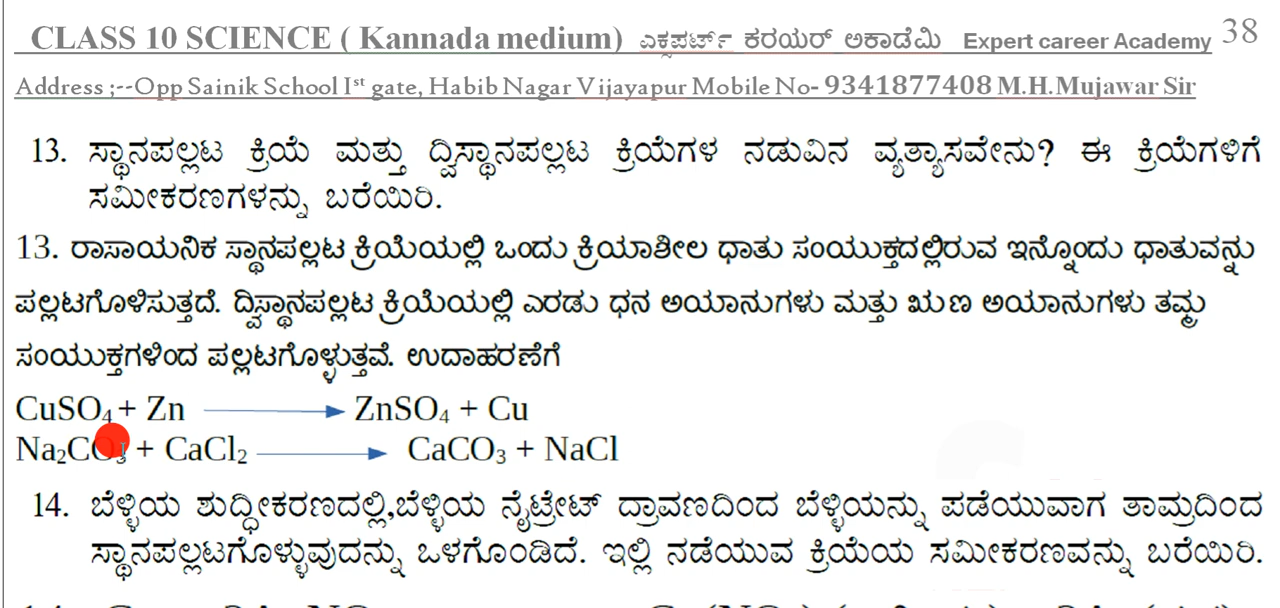 CLASS 10 SCIENCE ( Kannada medium) ಎಕ್ಸಪರ್ಟ್ ಕರಯರ್ ಅಕಾಡೆಮಿ Expert career Academy 38
Address ;--Opp Sainik School Iˢᵗ gate, Habib Nagar Vijayapur Mobile No- 9341877408 M.H.Mujawar Sir
13. ಸ್ಥಾನಪಲ್ಲಟ ಕ್ರಿಯೆ ಮತ್ತು ದ್ವಿಸ್ಥಾನಪಲ್ಲಟ ಕ್ರಿಯೆಗಳ ನಡುವಿನ ವ್ಯತ್ಯಾಸವೇನು? ಈ ಕ್ರಿಯೆಗಳಿಗೆ
ಸಮೀಕರಣಗಳನ್ನು ಬರೆಯಿರಿ.
13. ರಾಸಾಯನಿಕ ಸ್ಥಾನಪಲ್ಲಟ ಕ್ರಿಯೆಯಲ್ಲಿ ಒಂದು ಕ್ರಿಯಾಶೀಲ ಧಾತು ಸಂಯುಕ್ತದಲ್ಲಿರುವ ಇನ್ನೊಂದು ಧಾತುವನ್ನು
ಪಲ್ಲಟಗೊಳಿಸುತ್ತದೆ. ದ್ವಿಸ್ಥಾನಪಲ್ಲಟ ಕ್ರಿಯೆಯಲ್ಲಿ ಎರಡು ಧನ ಅಯಾನುಗಳು ಮತ್ತು ಋಣ ಅಯಾನುಗಳು ತಮ್ಮ
ಸಂಯುಕ್ತಗಳಿಂದ ಪಲ್ಲಟಗೊಳ್ಳುತ್ತವೆ. ಉದಾಹರಣೆಗೆ
CuSO₄ + Zn ⟶ ZnSO₄ + Cu
Na₂CO₃ + CaCl₂ ⟶ CaCO₃ + NaCl
14. ಬೆಳ್ಳಿಯ ಶುದ್ಧೀಕರಣದಲ್ಲಿ,ಬೆಳ್ಳಿಯ ನೈಟ್ರೇಟ್ ದ್ರಾವಣದಿಂದ ಬೆಳ್ಳಿಯನ್ನು ಪಡೆಯುವಾಗ ತಾಮ್ರದಿಂದ
ಸ್ಥಾನಪಲ್ಲಟಗೊಳ್ಳುವುದನ್ನು ಒಳಗೊಂಡಿದೆ. ಇಲ್ಲಿ ನಡೆಯುವ ಕ್ರಿಯೆಯ ಸಮೀಕರಣವನ್ನು ಬರೆಯಿರಿ.